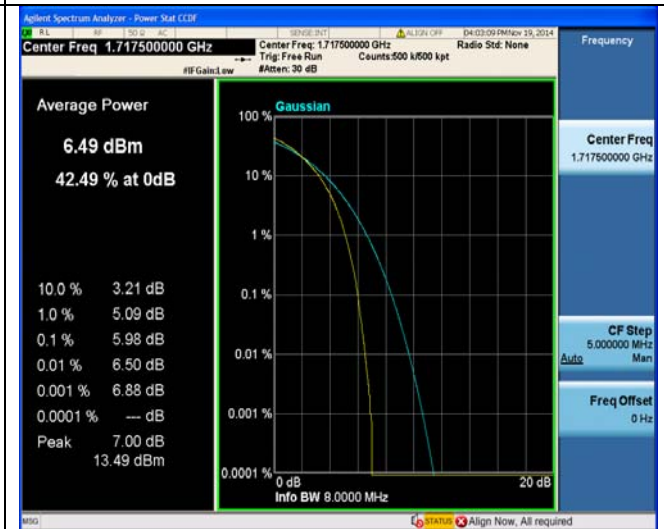 Agilent Spectrum Analyzer - Power Stat CCDF
RL RF 50 Ω AC SENSE:INT ALIGN OFF 04:03:09 PM Nov 19, 2014
Center Freq 1.717500000 GHz
Center Freq: 1.717500000 GHz Radio Std: None
Trig: Free Run Counts:500 k/500 kpt
#IFGain:Low #Atten: 30 dB
Frequency
Average Power
6.49 dBm
42.49 % at 0dB
10.0 % 3.21 dB
1.0 % 5.09 dB
0.1 % 5.98 dB
0.01 % 6.50 dB
0.001 % 6.88 dB
0.0001 % --- dB
Peak 7.00 dB
13.49 dBm
Gaussian
100 %
10 %
1 %
0.1 %
0.01 %
0.001 %
0.0001 %
0 dB 20 dB
Info BW 8.0000 MHz
Center Freq
1.717500000 GHz
CF Step
5.000000 MHz
Auto Man
Freq Offset
0 Hz
MSG STATUS Align Now, All required